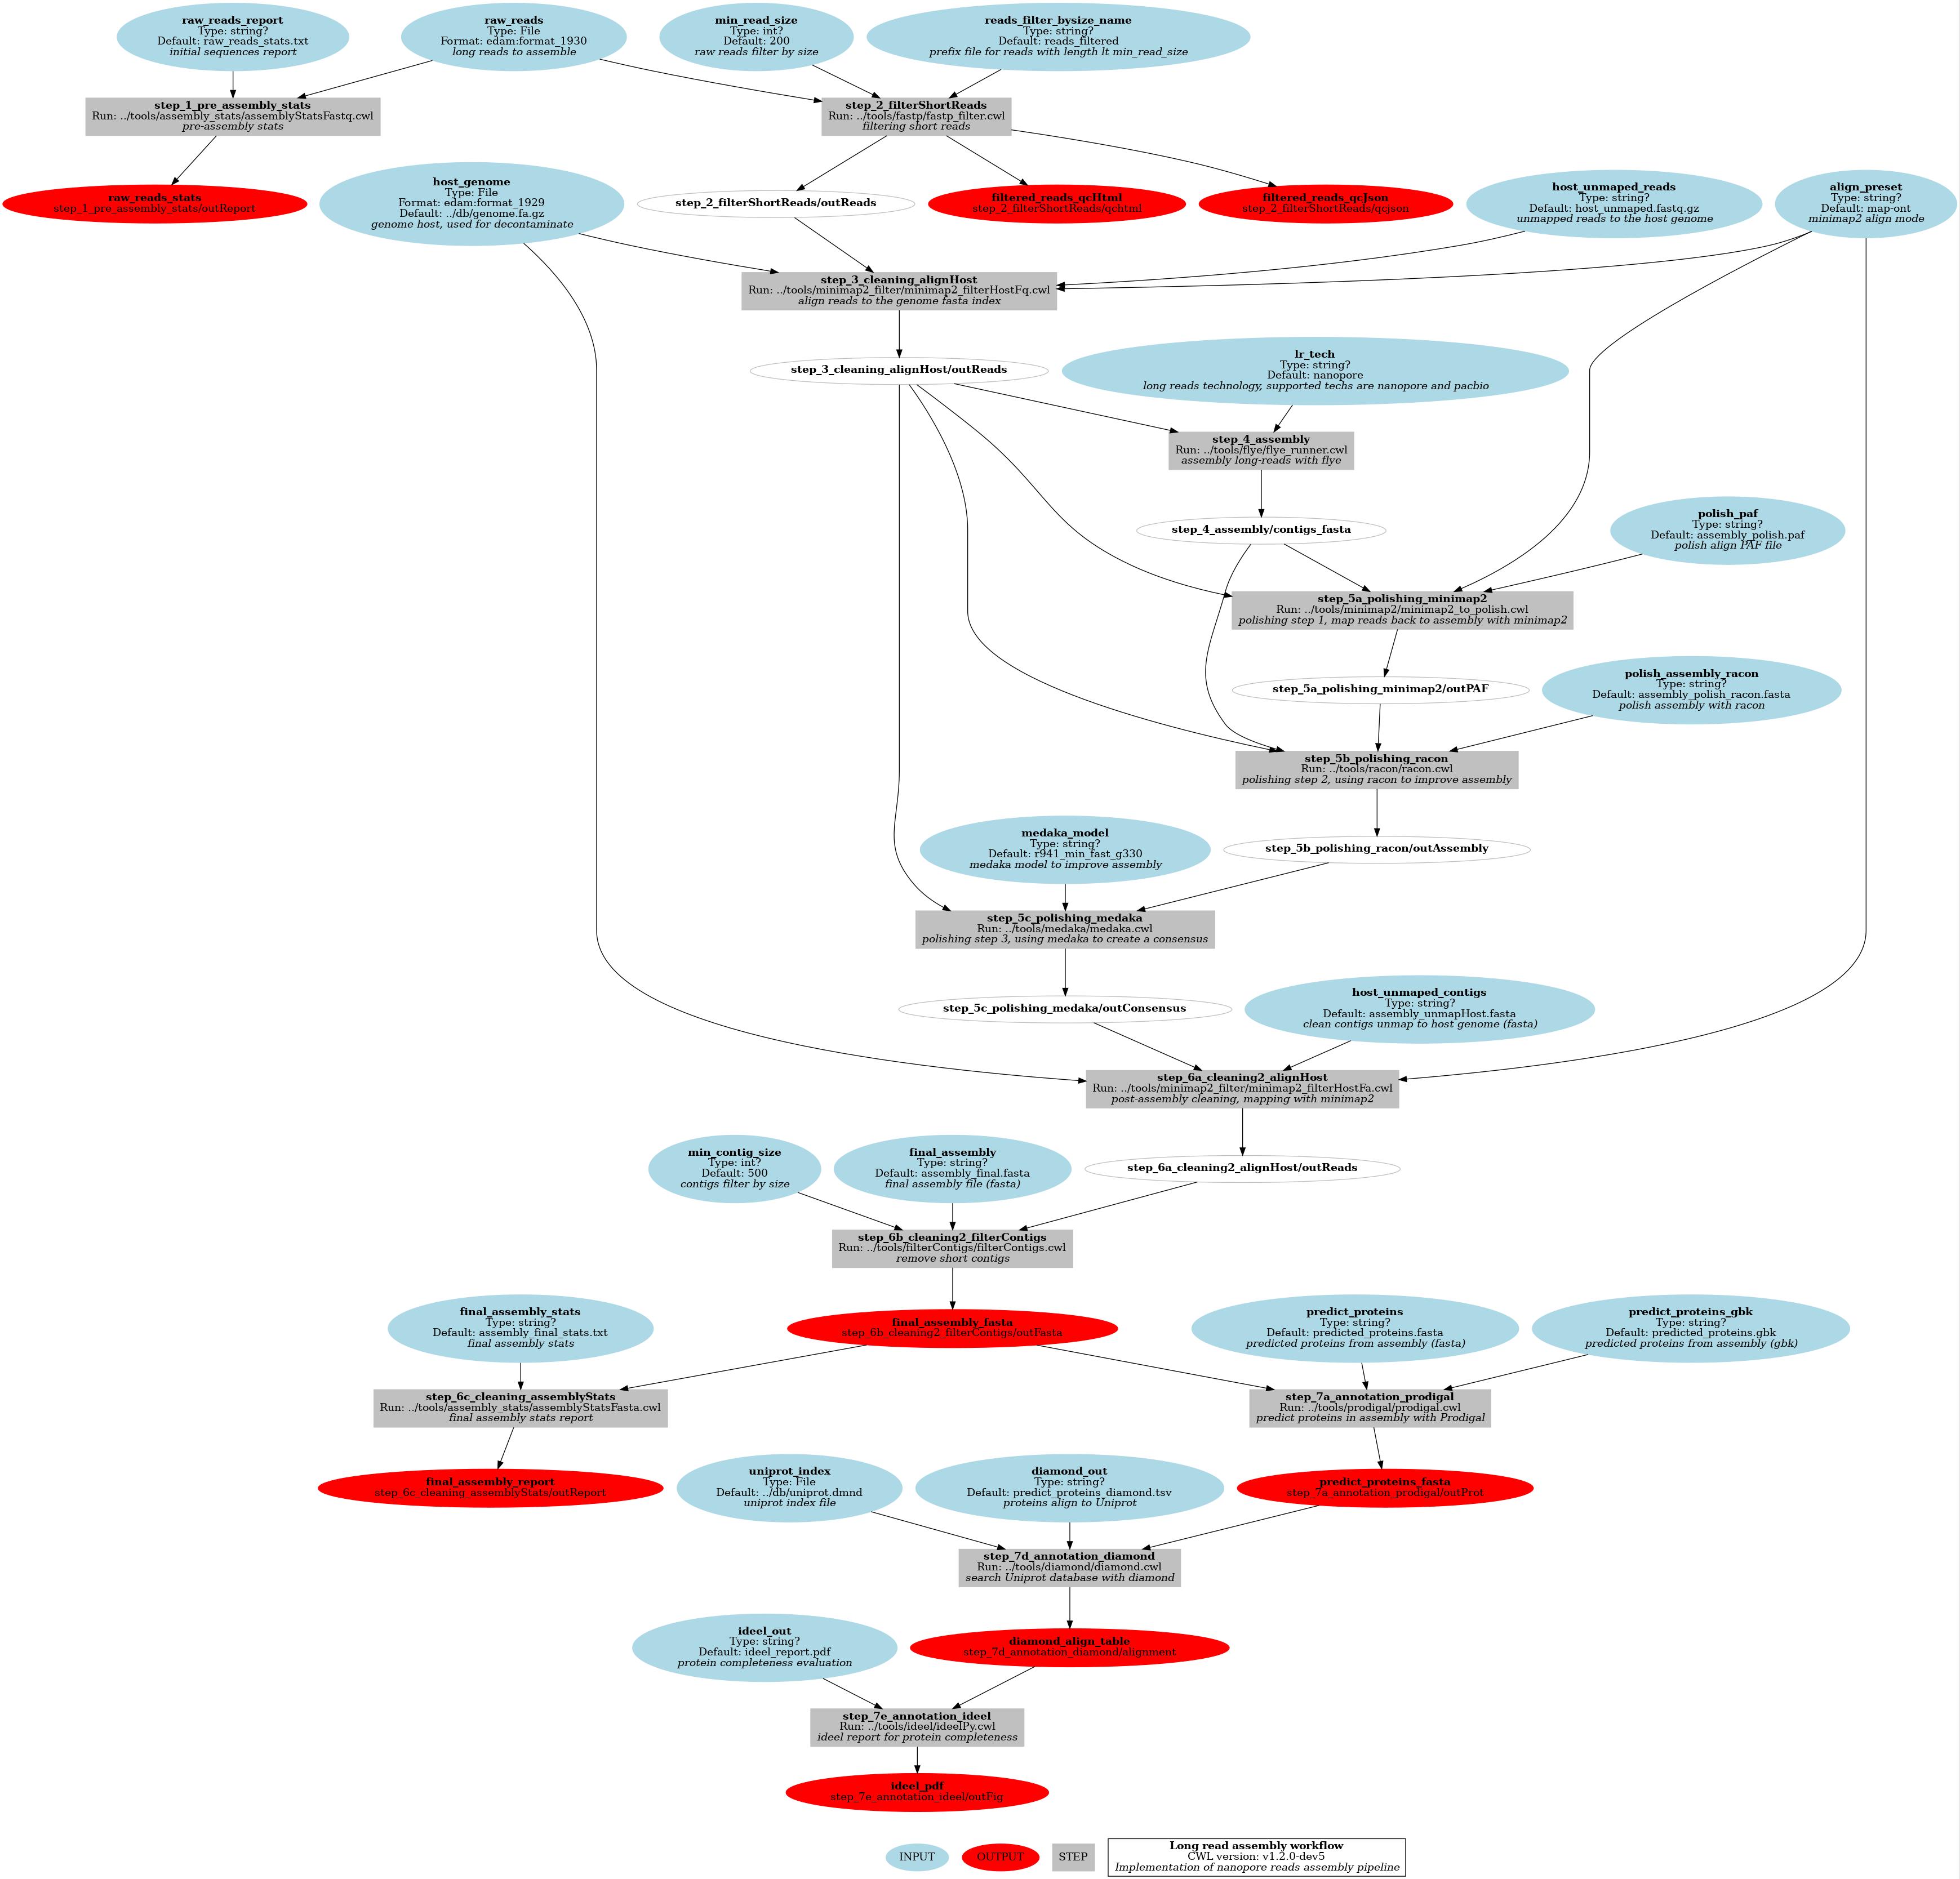 raw_reads_report
Type: string?
Default: raw_reads_stats.txt
initial sequences report
raw_reads
Type: File
Format: edam:format_1930
long reads to assemble
min_read_size
Type: int?
Default: 200
raw reads filter by size
reads_filter_bysize_name
Type: string?
Default: reads_filtered
prefix file for reads with length lt min_read_size
step_1_pre_assembly_stats
Run: ../tools/assembly_stats/assemblyStatsFastq.cwl
pre-assembly stats
step_2_filterShortReads
Run: ../tools/fastp/fastp_filter.cwl
filtering short reads
raw_reads_stats
step_1_pre_assembly_stats/outReport
host_genome
Type: File
Format: edam:format_1929
Default: ../db/genome.fa.gz
genome host, used for decontaminate
step_2_filterShortReads/outReads
filtered_reads_qcHtml
step_2_filterShortReads/qchtml
filtered_reads_qcJson
step_2_filterShortReads/qcjson
host_unmaped_reads
Type: string?
Default: host_unmaped.fastq.gz
unmapped reads to the host genome
align_preset
Type: string?
Default: map-ont
minimap2 align mode
step_3_cleaning_alignHost
Run: ../tools/minimap2_filter/minimap2_filterHostFq.cwl
align reads to the genome fasta index
step_3_cleaning_alignHost/outReads
lr_tech
Type: string?
Default: nanopore
long reads technology, supported techs are nanopore and pacbio
step_4_assembly
Run: ../tools/flye/flye_runner.cwl
assembly long-reads with flye
step_4_assembly/contigs_fasta
polish_paf
Type: string?
Default: assembly_polish.paf
polish align PAF file
step_5a_polishing_minimap2
Run: ../tools/minimap2/minimap2_to_polish.cwl
polishing step 1, map reads back to assembly with minimap2
step_5a_polishing_minimap2/outPAF
polish_assembly_racon
Type: string?
Default: assembly_polish_racon.fasta
polish assembly with racon
step_5b_polishing_racon
Run: ../tools/racon/racon.cwl
polishing step 2, using racon to improve assembly
medaka_model
Type: string?
Default: r941_min_fast_g330
medaka model to improve assembly
step_5b_polishing_racon/outAssembly
step_5c_polishing_medaka
Run: ../tools/medaka/medaka.cwl
polishing step 3, using medaka to create a consensus
step_5c_polishing_medaka/outConsensus
host_unmaped_contigs
Type: string?
Default: assembly_unmapHost.fasta
clean contigs unmap to host genome (fasta)
step_6a_cleaning2_alignHost
Run: ../tools/minimap2_filter/minimap2_filterHostFa.cwl
post-assembly cleaning, mapping with minimap2
min_contig_size
Type: int?
Default: 500
contigs filter by size
final_assembly
Type: string?
Default: assembly_final.fasta
final assembly file (fasta)
step_6a_cleaning2_alignHost/outReads
step_6b_cleaning2_filterContigs
Run: ../tools/filterContigs/filterContigs.cwl
remove short contigs
final_assembly_stats
Type: string?
Default: assembly_final_stats.txt
final assembly stats
final_assembly_fasta
step_6b_cleaning2_filterContigs/outFasta
predict_proteins
Type: string?
Default: predicted_proteins.fasta
predicted proteins from assembly (fasta)
predict_proteins_gbk
Type: string?
Default: predicted_proteins.gbk
predicted proteins from assembly (gbk)
step_6c_cleaning_assemblyStats
Run: ../tools/assembly_stats/assemblyStatsFasta.cwl
final assembly stats report
step_7a_annotation_prodigal
Run: ../tools/prodigal/prodigal.cwl
predict proteins in assembly with Prodigal
final_assembly_report
step_6c_cleaning_assemblyStats/outReport
uniprot_index
Type: File
Default: ../db/uniprot.dmnd
uniprot index file
diamond_out
Type: string?
Default: predict_proteins_diamond.tsv
proteins align to Uniprot
predict_proteins_fasta
step_7a_annotation_prodigal/outProt
step_7d_annotation_diamond
Run: ../tools/diamond/diamond.cwl
search Uniprot database with diamond
ideel_out
Type: string?
Default: ideel_report.pdf
protein completeness evaluation
diamond_align_table
step_7d_annotation_diamond/alignment
step_7e_annotation_ideel
Run: ../tools/ideel/ideelPy.cwl
ideel report for protein completeness
ideel_pdf
step_7e_annotation_ideel/outFig
INPUT
OUTPUT
STEP
Long read assembly workflow
CWL version: v1.2.0-dev5
Implementation of nanopore reads assembly pipeline